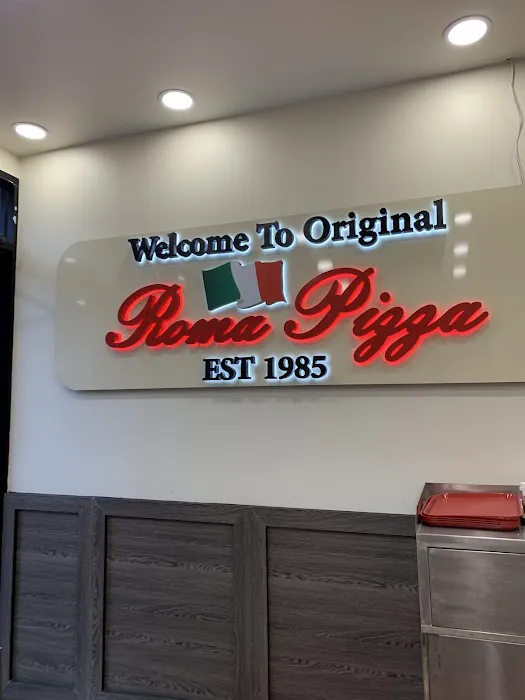 Welcome To Original
Roma Pizza
EST 1985